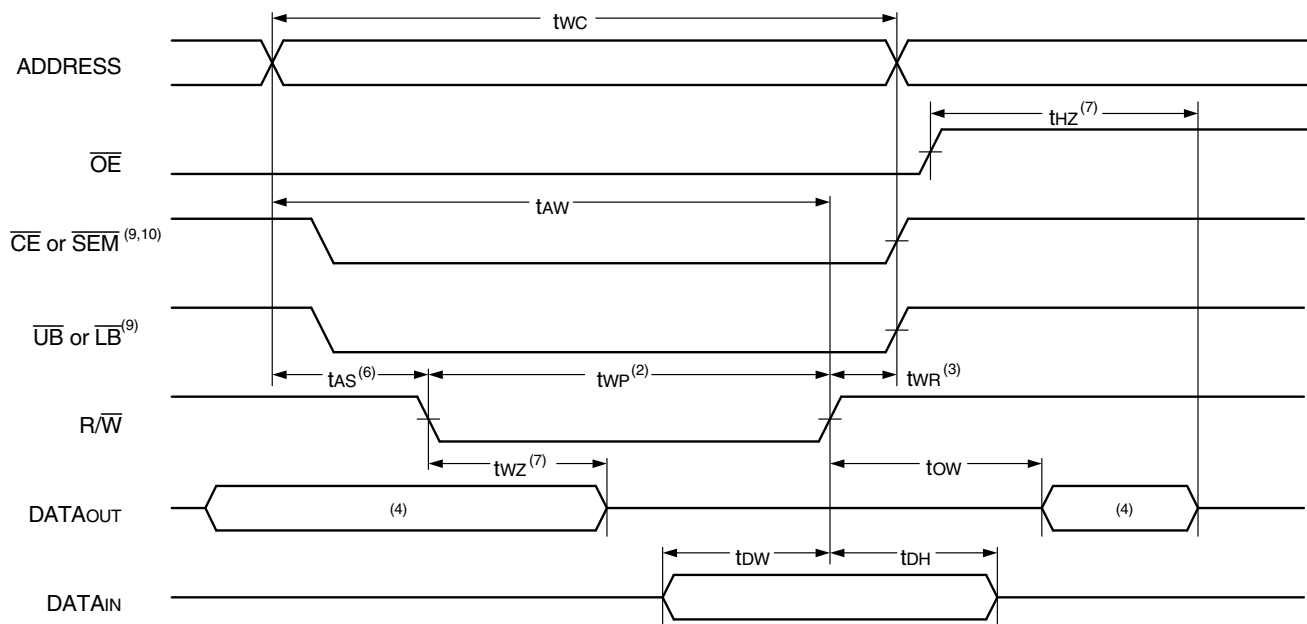 tWC
ADDRESS
tHZ(7)
OE
tAW
CE or SEM (9,10)
UB or LB(9)
tAS(6)
tWP(2)
tWR(3)
R/W
tWZ(7)
tOW
DATAOUT
(4)
(4)
tDW
tDH
DATAIN